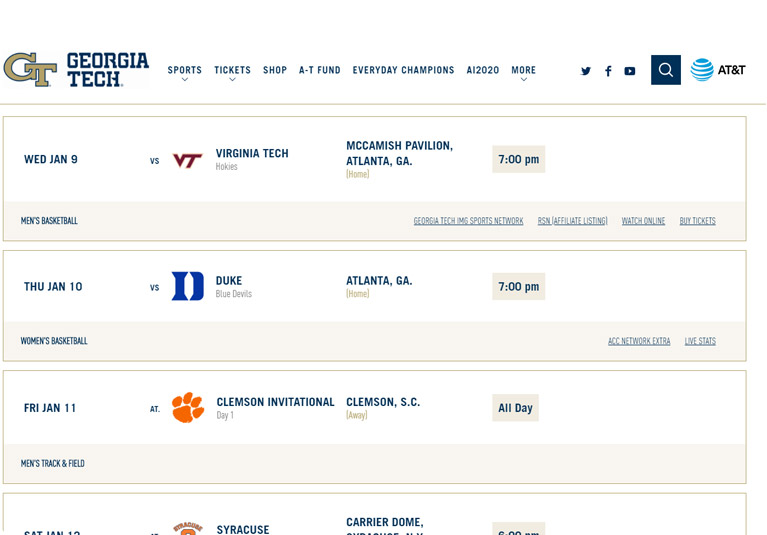 GT GEORGIA TECH.
SPORTS TICKETS SHOP A-T FUND EVERYDAY CHAMPIONS AI2020 MORE
AT&T
WED JAN 9 VS VT VIRGINIA TECH
Hokies
MCCAMISH PAVILION,
ATLANTA, GA.
(Home)
7:00 pm
MEN'S BASKETBALL GEORGIA TECH IMG SPORTS NETWORK RSN (AFFILIATE LISTING) WATCH ONLINE BUY TICKETS
THU JAN 10 VS D DUKE
Blue Devils
ATLANTA, GA.
(Home)
7:00 pm
WOMEN'S BASKETBALL ACC NETWORK EXTRA LIVE STATS
FRI JAN 11 AT. CLEMSON INVITATIONAL
Day 1
CLEMSON, S.C.
(Away)
All Day
MEN'S TRACK & FIELD
SYRACUSE
SYRACUSE
CARRIER DOME,